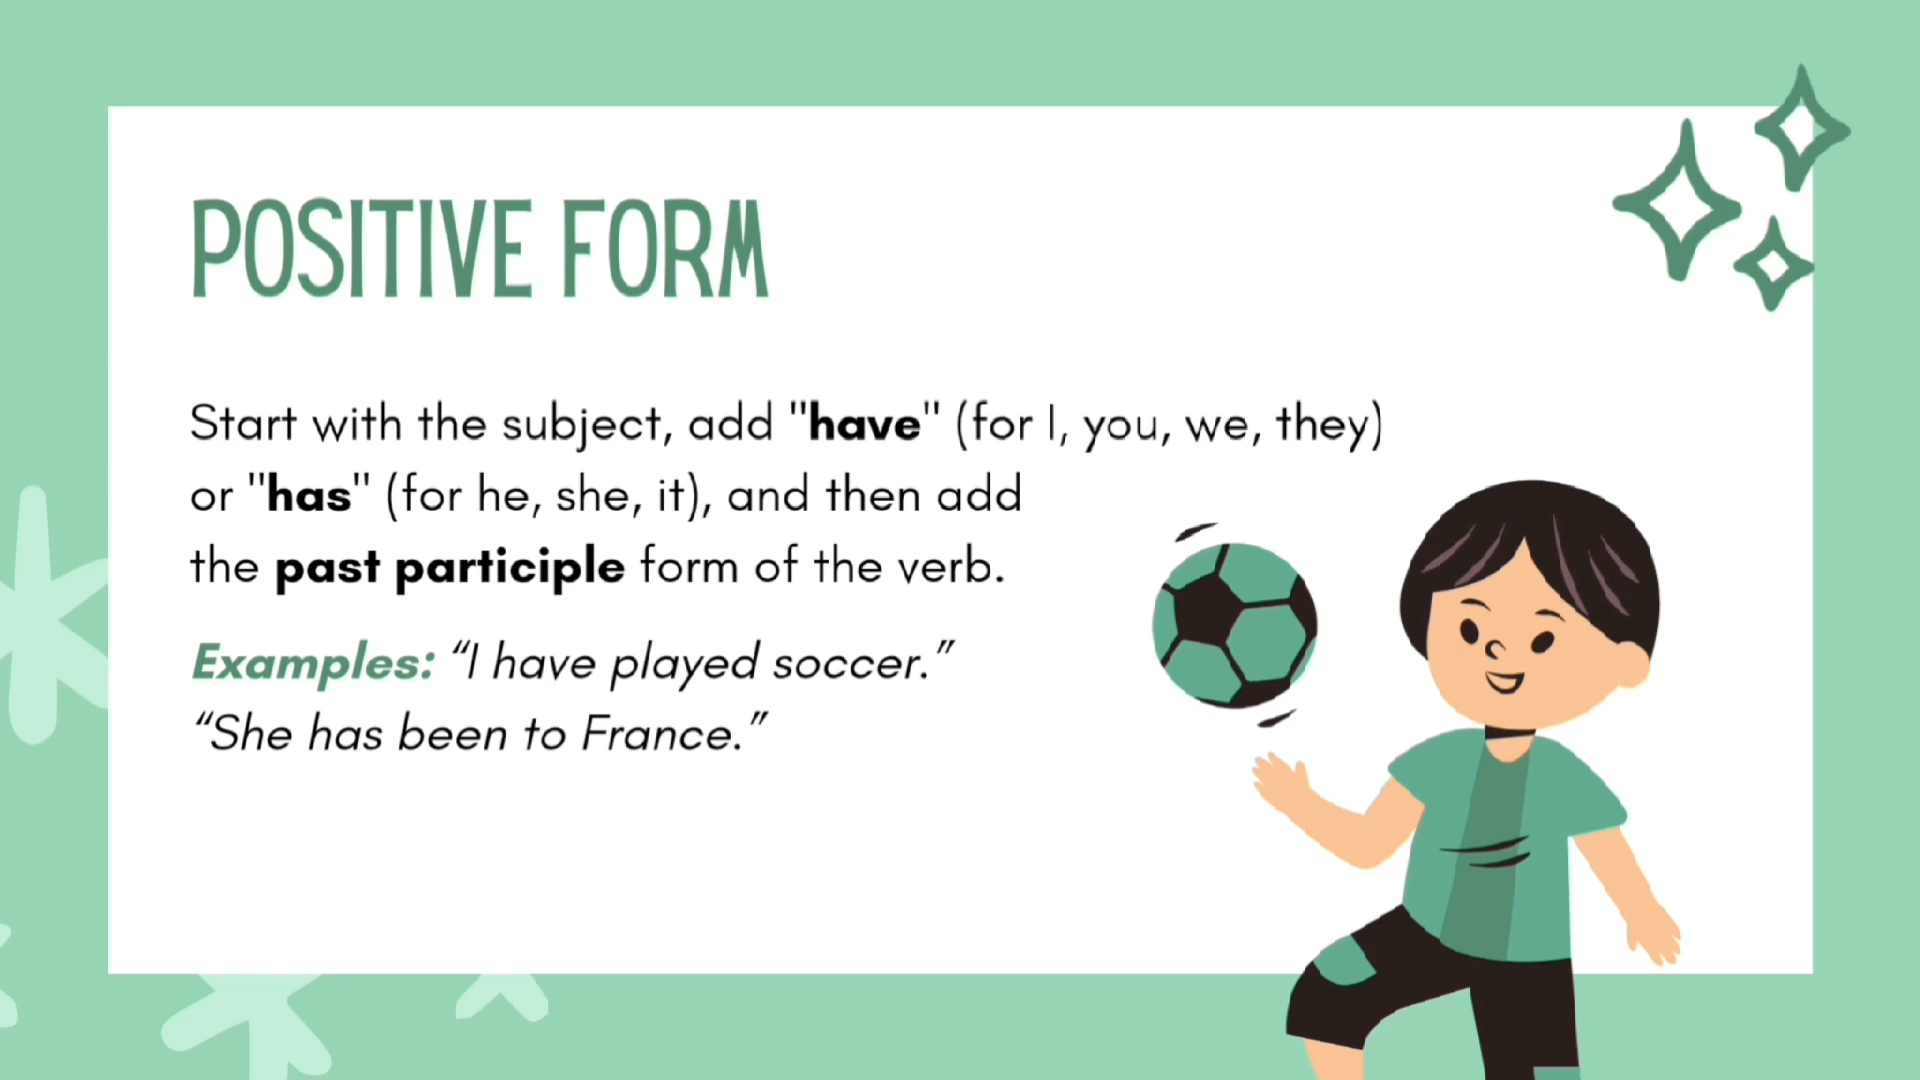 POSITIVE FORM
Start with the subject, add "have" (for I, you, we, they)
or "has" (for he, she, it), and then add
the past participle form of the verb.
Examples: “I have played soccer.”
“She has been to France.”